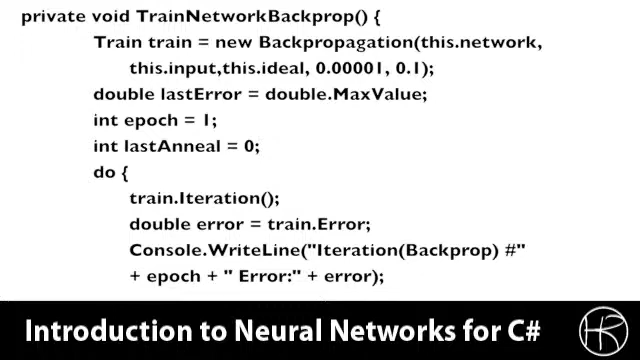 private void TrainNetworkBackprop() {
Train train = new Backpropagation(this.network,
this.input,this.ideal, 0.00001, 0.1);
double lastError = double.MaxValue;
int epoch = 1;
int lastAnneal = 0;
do {
train.Iteration();
double error = train.Error;
Console.WriteLine("Iteration(Backprop) #"
+ epoch + " Error:" + error);
Introduction to Neural Networks for C#